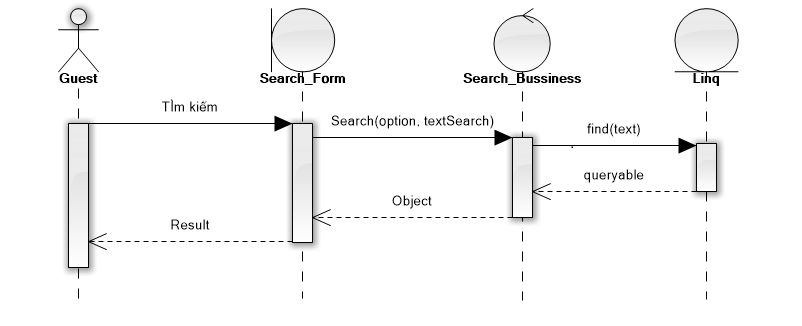 Guest
Search_Form
Search_Bussiness
Linq
TÌm kiếm
Search(option, textSearch)
find(text)
queryable
Object
Result